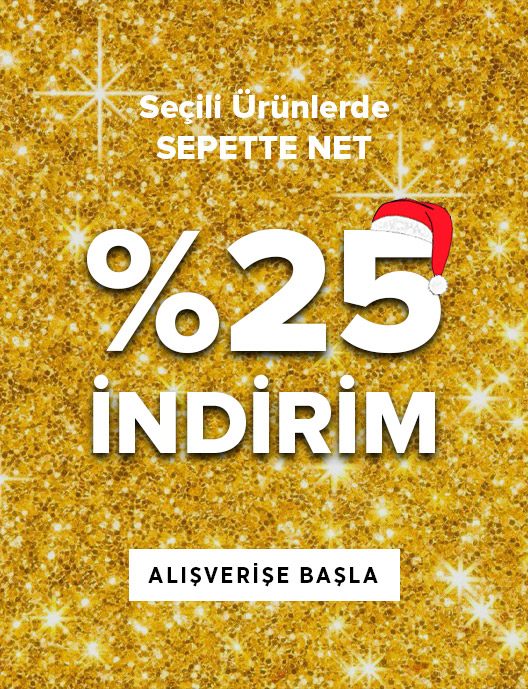 Seçili Ürünlerde
SEPETTE NET
%25
İNDİRİM
ALIŞVERİŞE BAŞLA